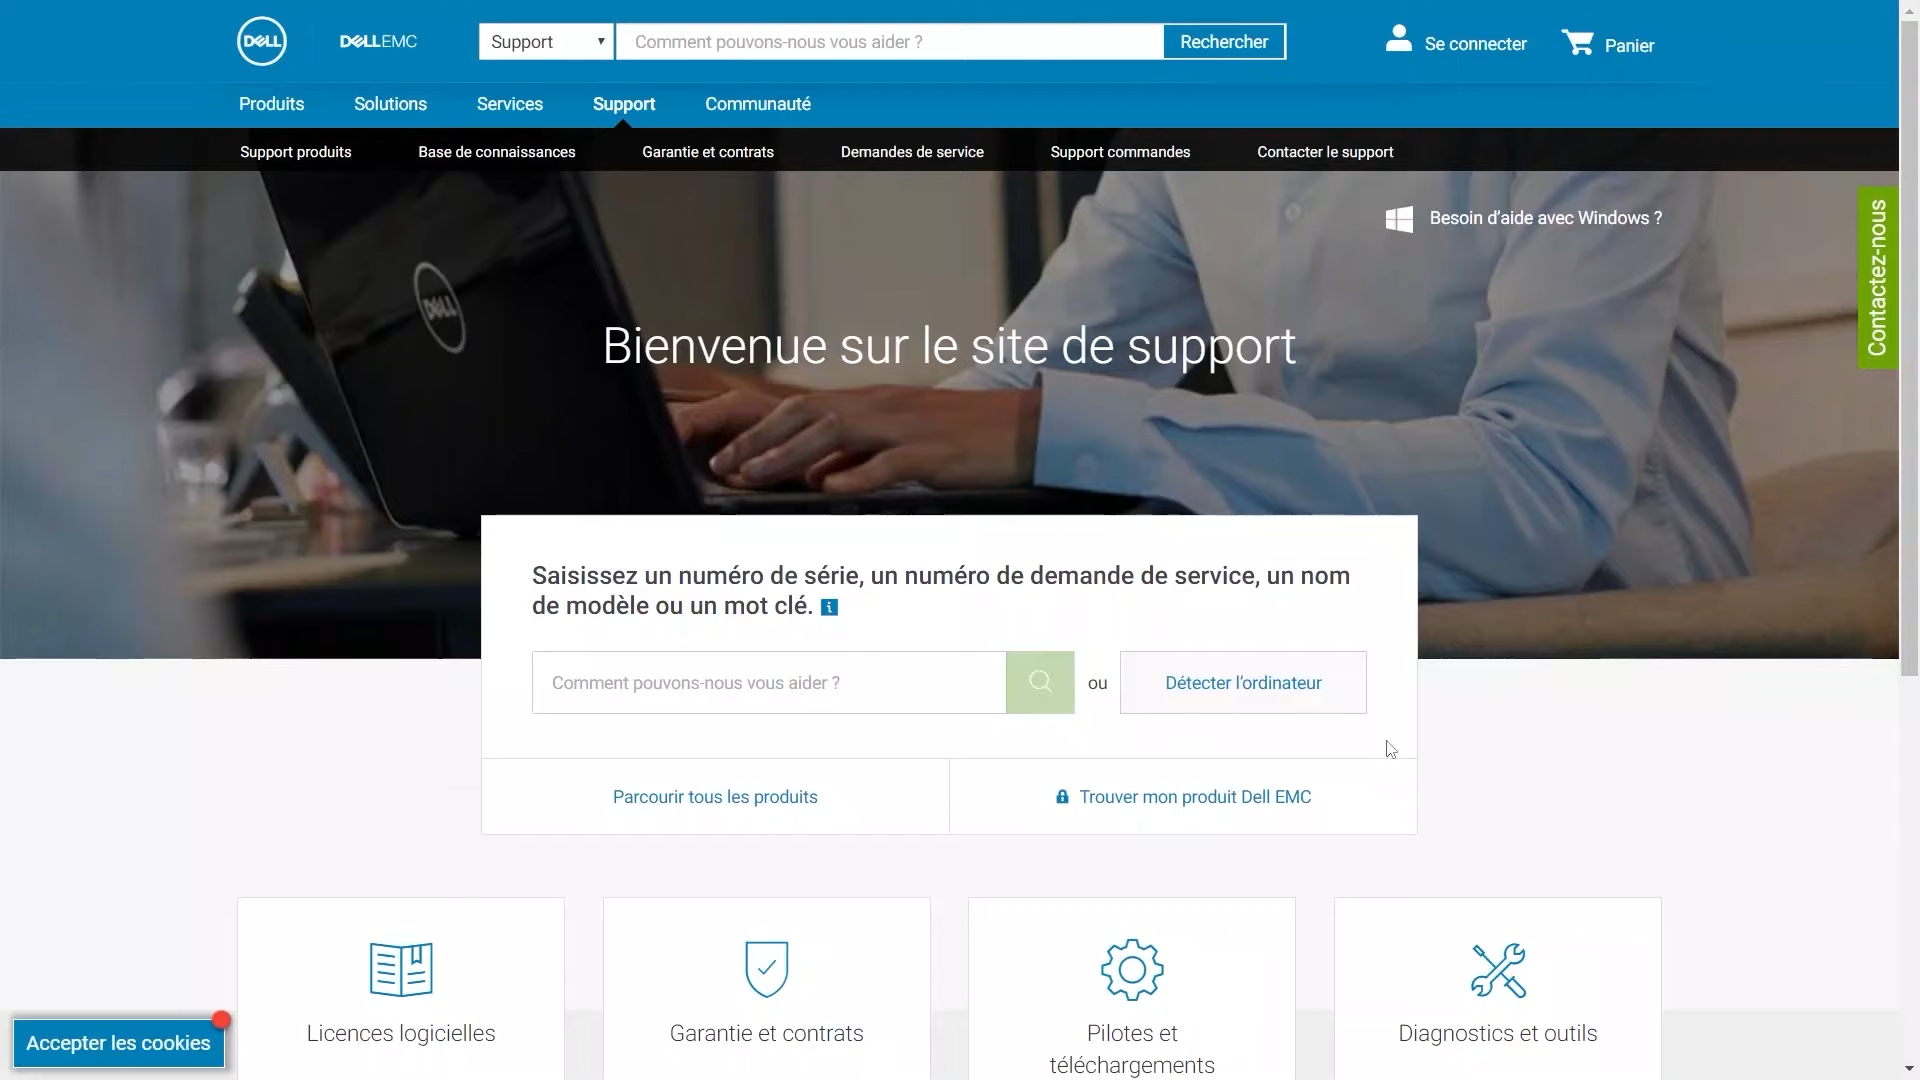 DELL
DELLEMC
Support
Comment pouvons-nous vous aider ?
Rechercher
Se connecter
Panier
Produits
Solutions
Services
Support
Communauté
Support produits
Base de connaissances
Garantie et contrats
Demandes de service
Support commandes
Contacter le support
Besoin d’aide avec Windows ?
Contactez-nous
DELL
Bienvenue sur le site de support
Saisissez un numéro de série, un numéro de demande de service, un nom
de modèle ou un mot clé.
Comment pouvons-nous vous aider ?
ou
Détecter l’ordinateur
Parcourir tous les produits
Trouver mon produit Dell EMC
Licences logicielles
Garantie et contrats
Pilotes et
téléchargements
Diagnostics et outils
Accepter les cookies